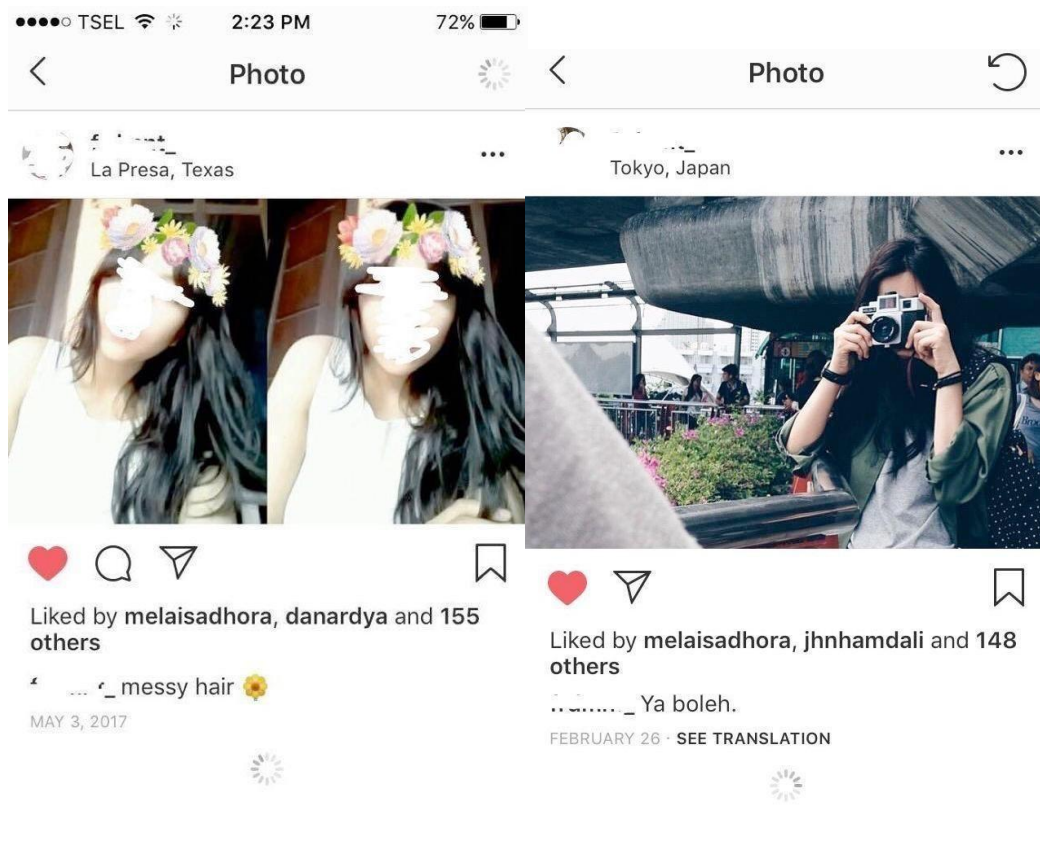 TSEL 2:23 PM 72%
Photo
La Presa, Texas
Liked by melaisadhora, danardya and 155
others
messy hair 🌻
MAY 3, 2017
Photo
Tokyo, Japan
Liked by melaisadhora, jhnhamdali and 148
others
Ya boleh.
FEBRUARY 26 · SEE TRANSLATION